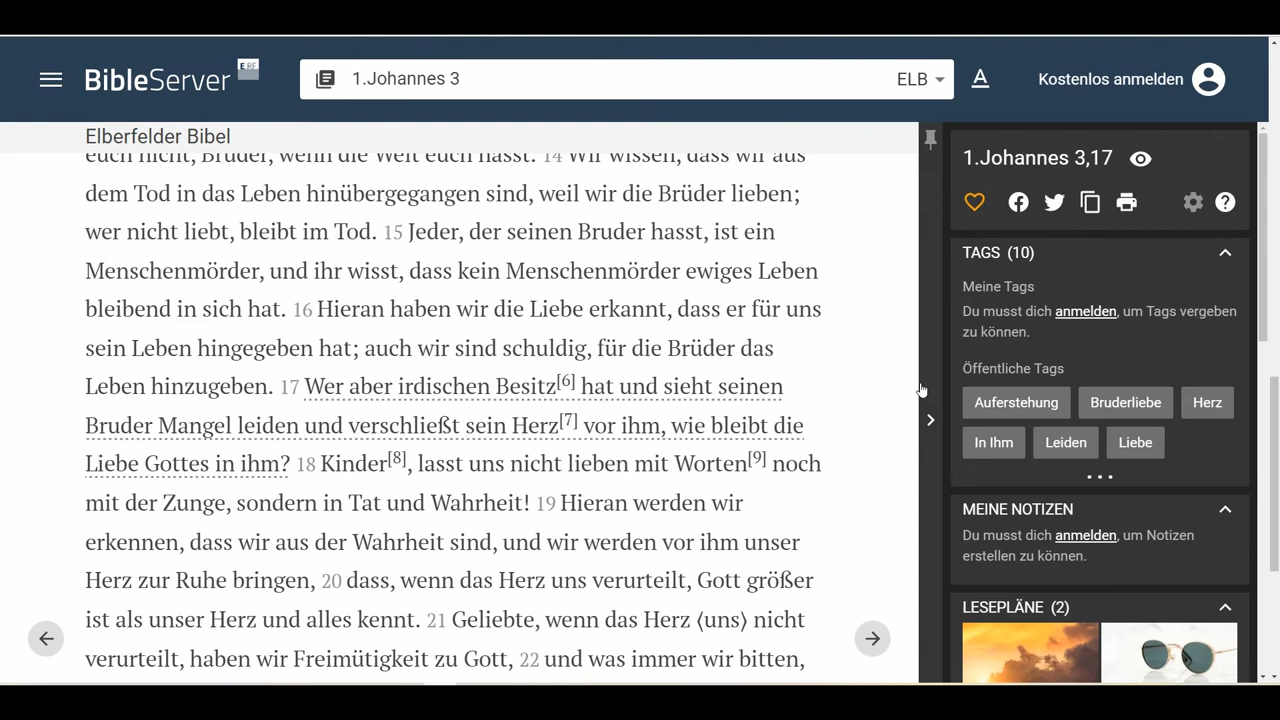 BibleServer
E:RF
1.Johannes 3
ELB
A
Kostenlos anmelden
Elberfelder Bibel
euch nicht, Brüder, wenn die Welt euch hasst. 14 Wir wissen, dass wir aus
dem Tod in das Leben hinübergegangen sind, weil wir die Brüder lieben;
wer nicht liebt, bleibt im Tod. 15 Jeder, der seinen Bruder hasst, ist ein
Menschenmörder, und ihr wisst, dass kein Menschenmörder ewiges Leben
bleibend in sich hat. 16 Hieran haben wir die Liebe erkannt, dass er für uns
sein Leben hingegeben hat; auch wir sind schuldig, für die Brüder das
Leben hinzugeben. 17 Wer aber irdischen Besitz[6] hat und sieht seinen
Bruder Mangel leiden und verschließt sein Herz[7] vor ihm, wie bleibt die
Liebe Gottes in ihm? 18 Kinder[8], lasst uns nicht lieben mit Worten[9] noch
mit der Zunge, sondern in Tat und Wahrheit! 19 Hieran werden wir
erkennen, dass wir aus der Wahrheit sind, und wir werden vor ihm unser
Herz zur Ruhe bringen, 20 dass, wenn das Herz uns verurteilt, Gott größer
ist als unser Herz und alles kennt. 21 Geliebte, wenn das Herz ⟨uns⟩ nicht
verurteilt, haben wir Freimütigkeit zu Gott, 22 und was immer wir bitten,
1.Johannes 3,17
TAGS (10)
Meine Tags
Du musst dich anmelden, um Tags vergeben
zu können.
Öffentliche Tags
Auferstehung Bruderliebe Herz
In Ihm Leiden Liebe
MEINE NOTIZEN
Du musst dich anmelden, um Notizen
erstellen zu können.
LESEPLÄNE (2)